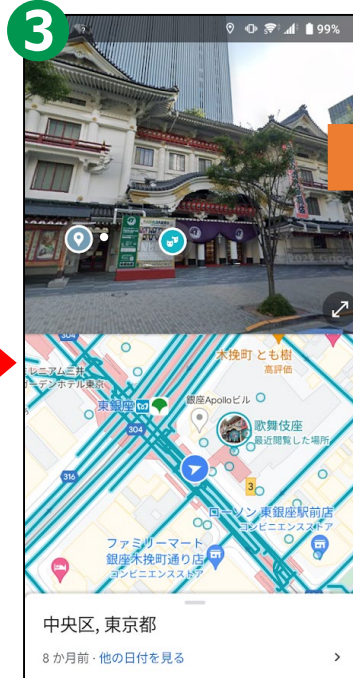 3
99%
304
木挽町 とも樹
高評価
東銀座
銀座Apolloビル
304
歌舞伎座
最近閲覧した場所
316
3
ローソン 東銀座駅前店
コンビニエンスストア
ファミリーマート
銀座木挽町通り店
コンビニエンスストア
中央区, 東京都
8 か月前・他の日付を見る